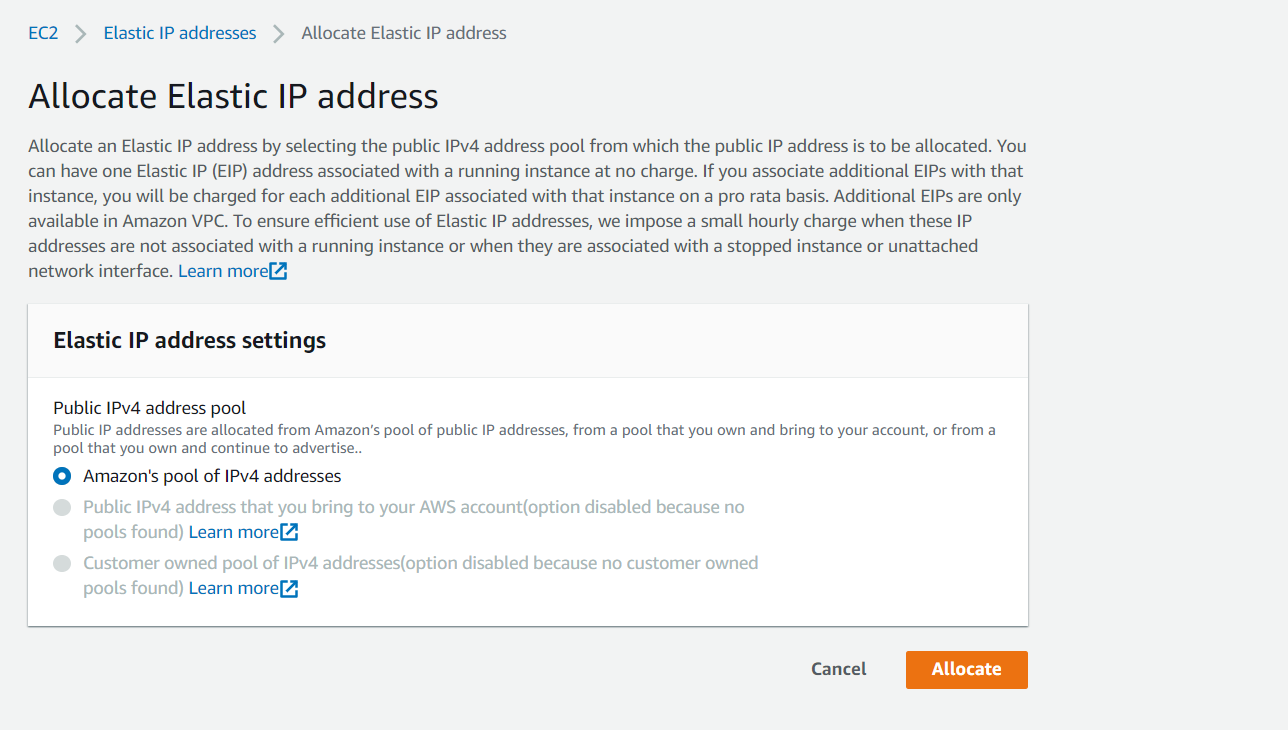 EC2 > Elastic IP addresses > Allocate Elastic IP address
Allocate Elastic IP address
Allocate an Elastic IP address by selecting the public IPv4 address pool from which the public IP address is to be allocated. You
can have one Elastic IP (EIP) address associated with a running instance at no charge. If you associate additional EIPs with that
instance, you will be charged for each additional EIP associated with that instance on a pro rata basis. Additional EIPs are only
available in Amazon VPC. To ensure efficient use of Elastic IP addresses, we impose a small hourly charge when these IP
addresses are not associated with a running instance or when they are associated with a stopped instance or unattached
network interface. Learn more
Elastic IP address settings
Public IPv4 address pool
Public IP addresses are allocated from Amazon's pool of public IP addresses, from a pool that you own and bring to your account, or from a
pool that you own and continue to advertise..
Amazon's pool of IPv4 addresses
Public IPv4 address that you bring to your AWS account(option disabled because no
pools found) Learn more
Customer owned pool of IPv4 addresses(option disabled because no customer owned
pools found) Learn more
Cancel Allocate